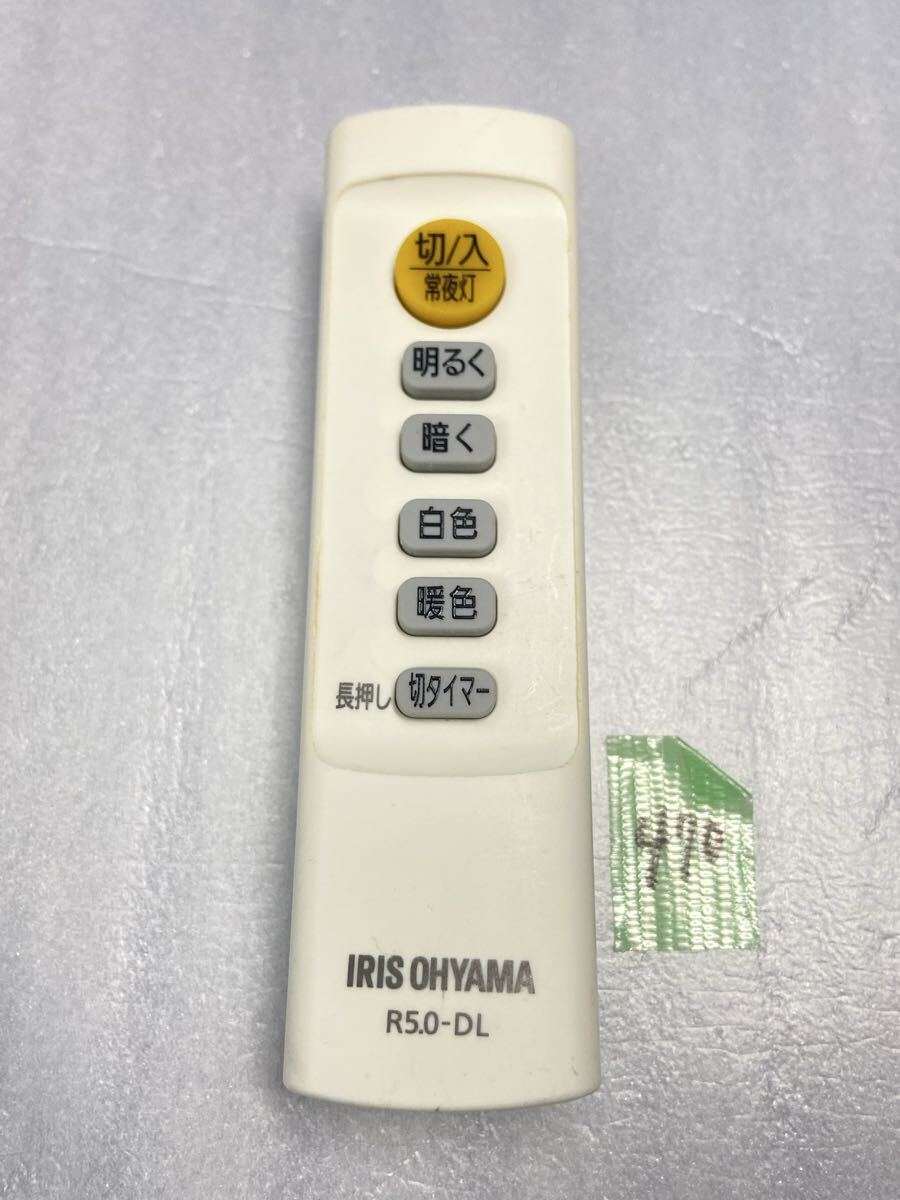 切/入
常夜灯
明るく
暗く
白色
暖色
長押し 切タイマー
IRIS OHYAMA
R5.0-DL